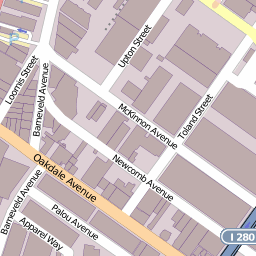 Upton Street
Loomis Street
Barneveld Avenue
McKinnon Avenue
Toland Street
Oakdale Avenue
Newcomb Avenue
Barneveld Avenue
Palou Avenue
Apparel Way
I 280